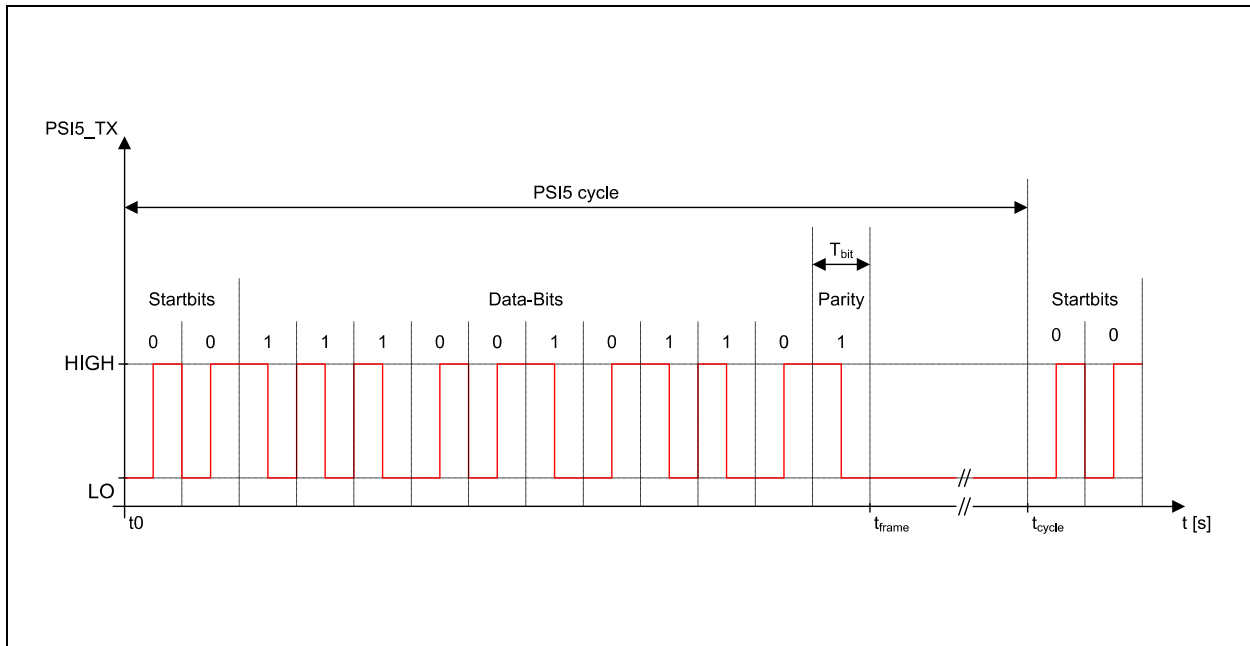 PSI5_TX
PSI5 cycle
Tbit
Startbits Data-Bits Parity Startbits
0 0 1 1 1 0 0 1 0 1 1 0 1 0 0
HIGH
LO
//
t0 tframe // tcycle t [s]